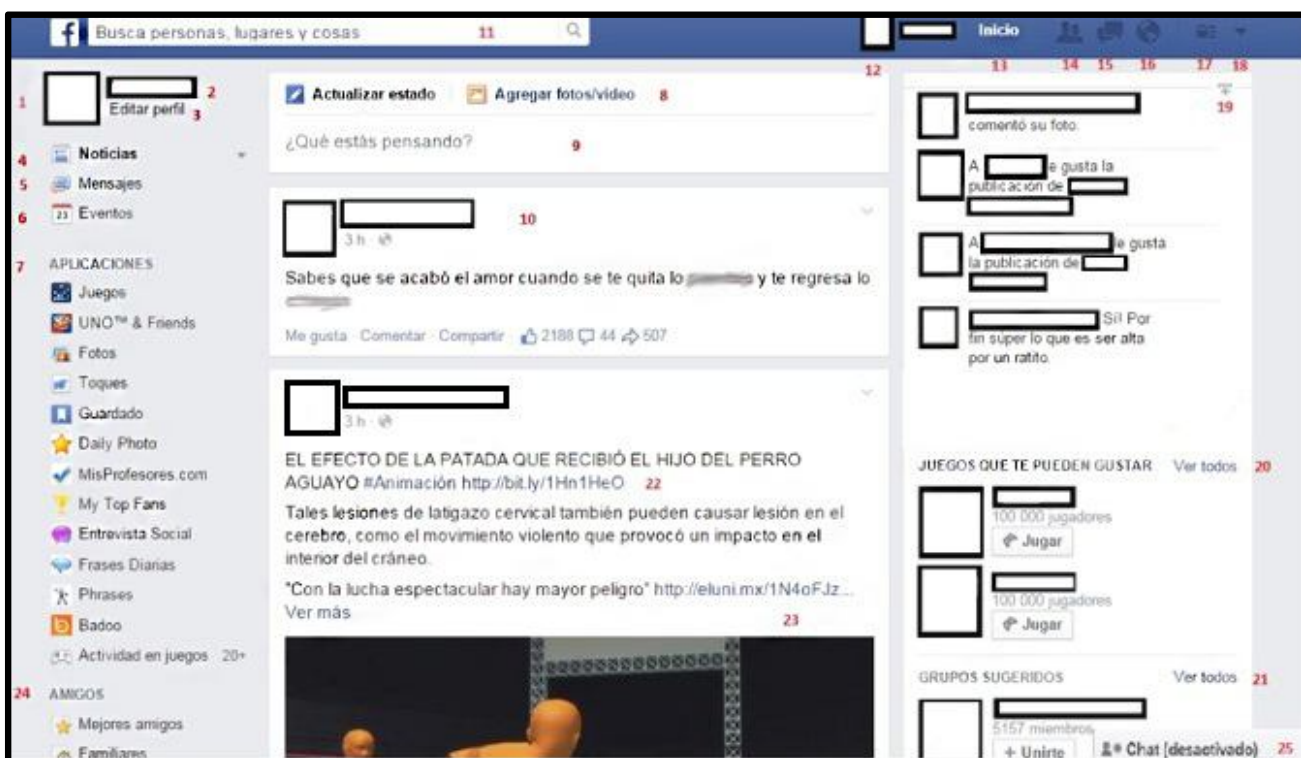 f Busca personas, lugares y cosas 11
Inicio
12 13 14 15 16 17 18
1 2
Editar perfil 3
4 Noticias
5 Mensajes
6 23 Eventos
7 APLICACIONES
Juegos
UNO™ & Friends
Fotos
Toques
Guardado
Daily Photo
MisProfesores.com
My Top Fans
Entrevista Social
Frases Diarias
Phrases
Badoo
Actividad en juegos 20+
24 AMIGOS
Mejores amigos
Familiares
Actualizar estado Agregar fotos/video 8
¿Qué estás pensando? 9
10
3 h ·
Sabes que se acabó el amor cuando se te quita lo y te regresa lo
Me gusta · Comentar · Compartir · 2188 44 507
3 h ·
EL EFECTO DE LA PATADA QUE RECIBIÓ EL HIJO DEL PERRO
AGUAYO #Animación http://bit.ly/1Hn1HeO 22
Tales lesiones de latigazo cervical también pueden causar lesión en el
cerebro, como el movimiento violento que provocó un impacto en el
interior del cráneo.
"Con la lucha espectacular hay mayor peligro" http://eluni.mx/1N4oFJz...
Ver más
23
19
comentó su foto.
A e gusta la
publicación de
A le gusta
la publicación de
Sí! Por
fin súper lo que es ser alta
por un ratito.
JUEGOS QUE TE PUEDEN GUSTAR Ver todos 20
100 000 jugadores
Jugar
100 000 jugadores
Jugar
GRUPOS SUGERIDOS Ver todos 21
5157 miembros
+ Unirte
Chat (desactivado) 25